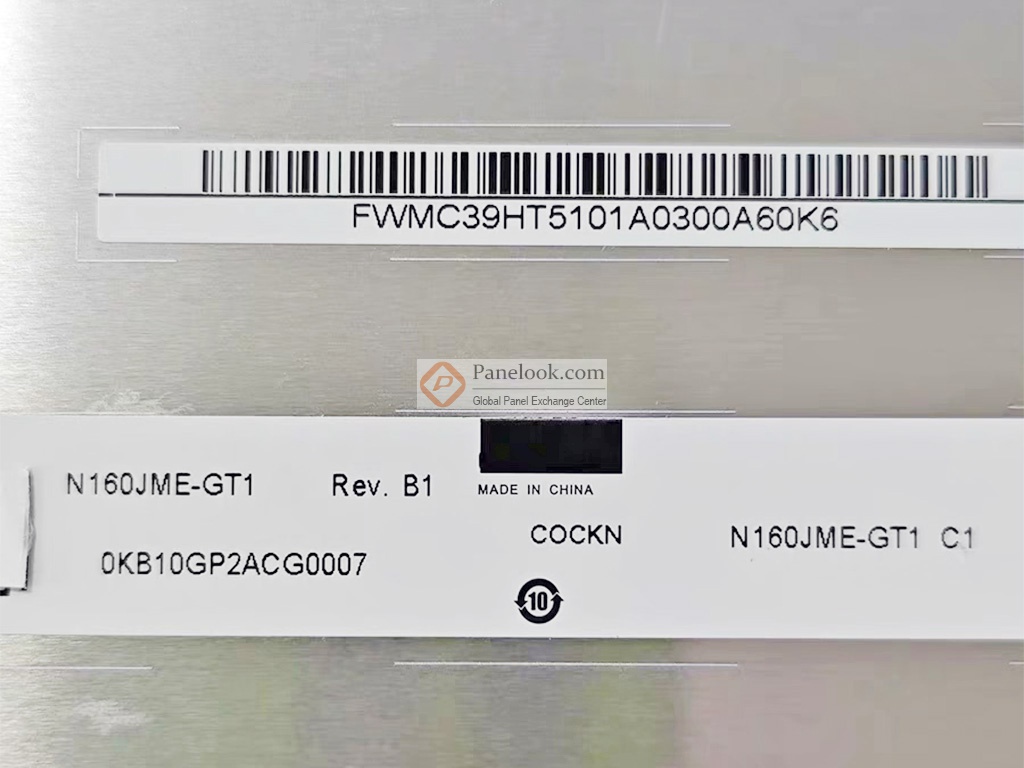 FWMC39HT5101A0300A60K6
Panelook.com
Global Panel Exchange Center
N160JME-GT1 Rev. B1 MADE IN CHINA
COCKN N160JME-GT1 C1
0KB10GP2ACG0007
10